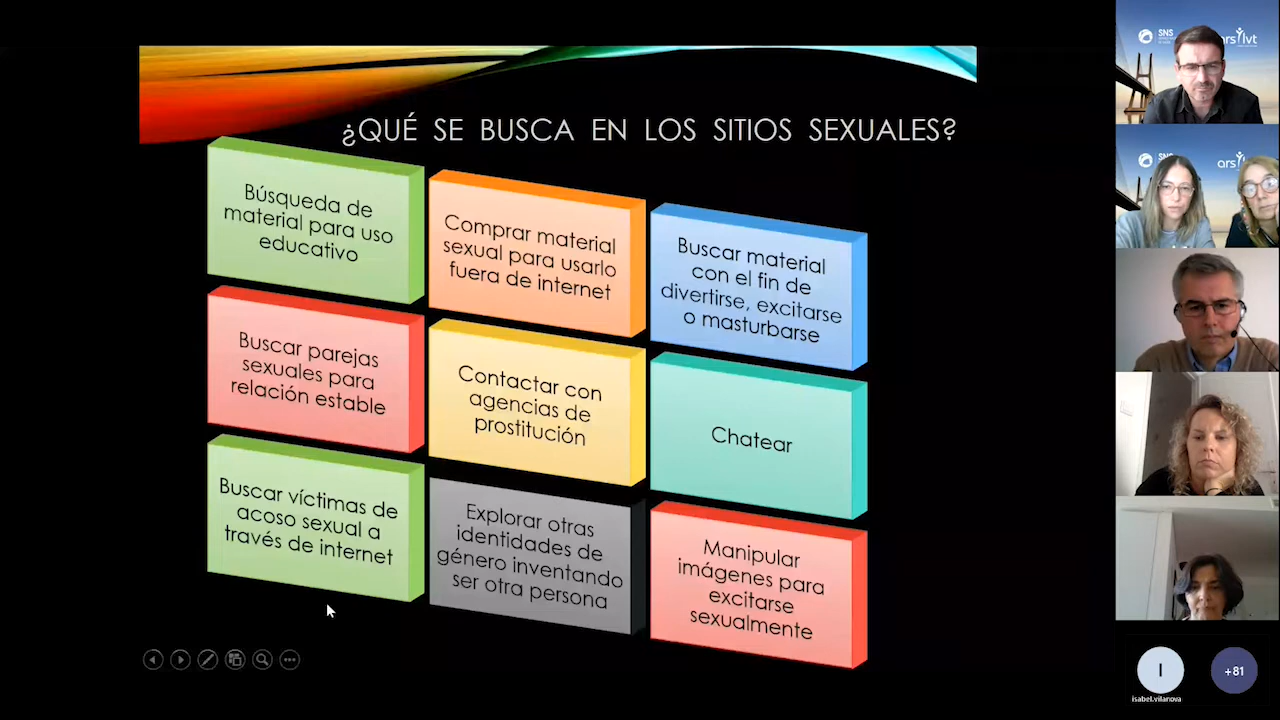 ¿QUÉ SE BUSCA EN LOS SITIOS SEXUALES?
Búsqueda de
material para uso
educativo
Comprar material
sexual para usarlo
fuera de internet
Buscar material
con el fin de
divertirse, excitarse
o masturbarse
Buscar parejas
sexuales para
relación estable
Contactar con
agencias de
prostitución
Chatear
Buscar víctimas de
acoso sexual a
través de internet
Explorar otras
identidades de
género inventando
ser otra persona
Manipular
imágenes para
excitarse
sexualmente
SNS
ars lvt
I
isabel.vilanova
+81